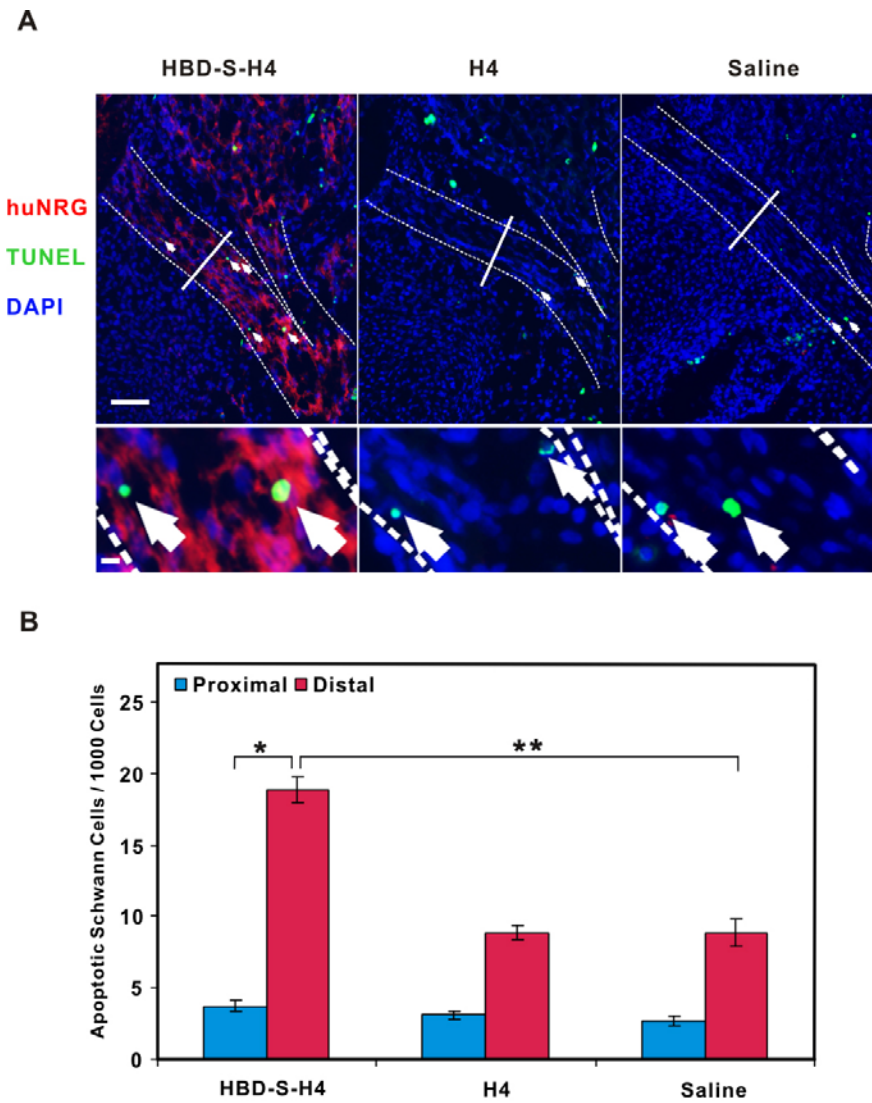 A
HBD-S-H4 H4 Saline
huNRG
TUNEL
DAPI
B
Proximal Distal
Apoptotic Schwann Cells / 1000 Cells
25
20
15
10
5
0
* **
HBD-S-H4 H4 Saline